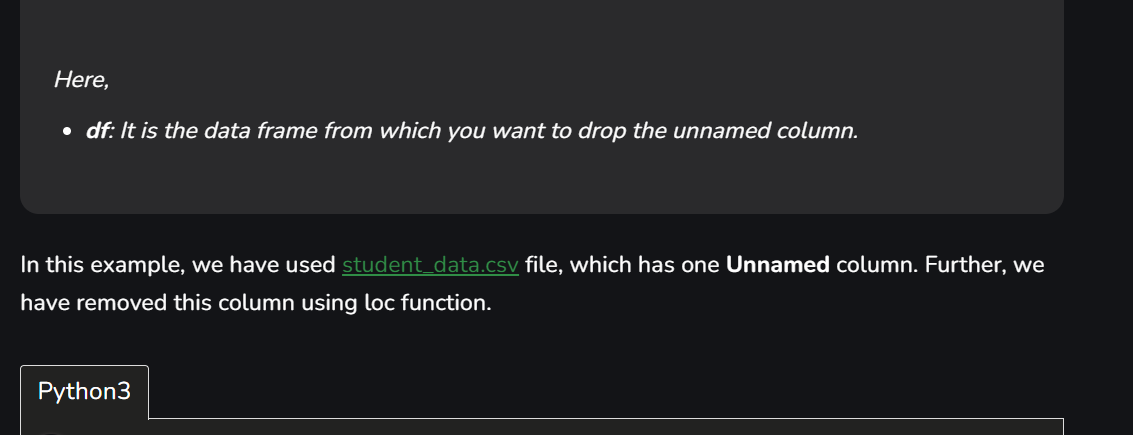 Here,
• df: It is the data frame from which you want to drop the unnamed column.
In this example, we have used student_data.csv file, which has one Unnamed column. Further, we
have removed this column using loc function.
Python3